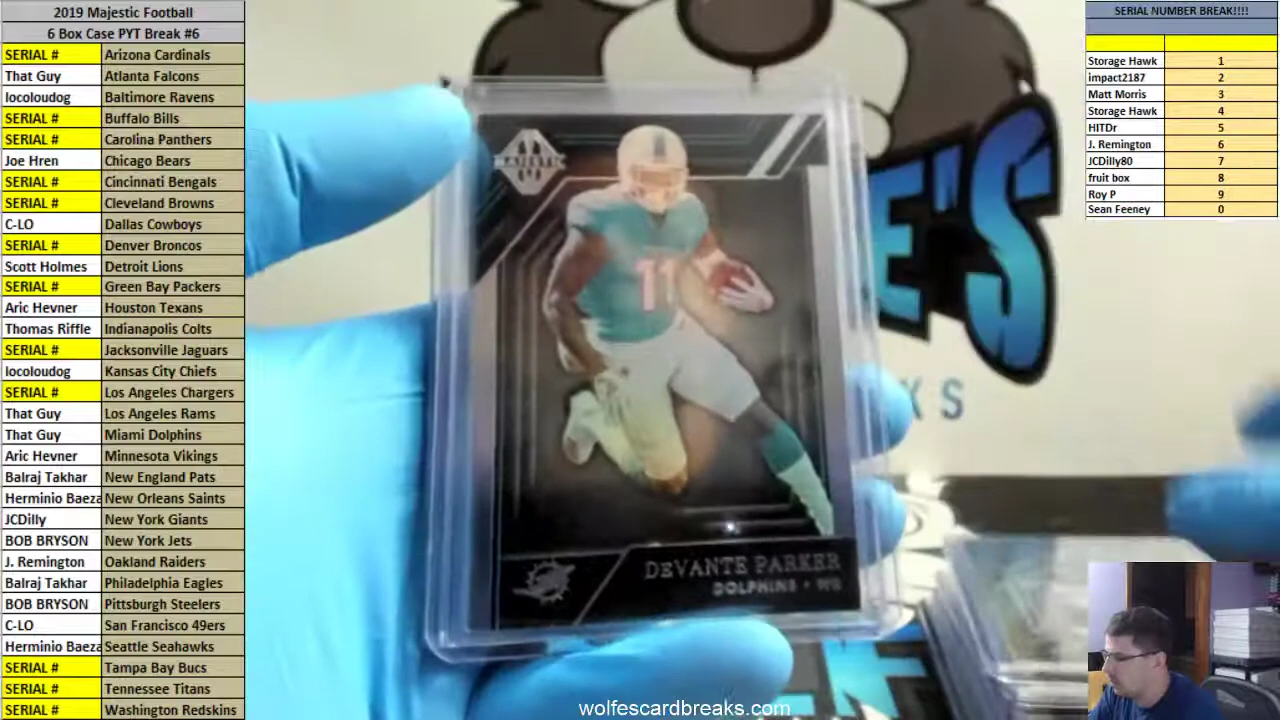 2019 Majestic Football
6 Box Case PYT Break #6
SERIAL # Arizona Cardinals
That Guy Atlanta Falcons
locoloudog Baltimore Ravens
SERIAL # Buffalo Bills
SERIAL # Carolina Panthers
Joe Hren Chicago Bears
SERIAL # Cincinnati Bengals
SERIAL # Cleveland Browns
C-LO Dallas Cowboys
SERIAL # Denver Broncos
Scott Holmes Detroit Lions
SERIAL # Green Bay Packers
Aric Hevner Houston Texans
Thomas Riffle Indianapolis Colts
SERIAL # Jacksonville Jaguars
locoloudog Kansas City Chiefs
SERIAL # Los Angeles Chargers
That Guy Los Angeles Rams
That Guy Miami Dolphins
Aric Hevner Minnesota Vikings
Balraj Takhar New England Pats
Herminio Baeza New Orleans Saints
JCDilly New York Giants
BOB BRYSON New York Jets
J. Remington Oakland Raiders
Balraj Takhar Philadelphia Eagles
BOB BRYSON Pittsburgh Steelers
C-LO San Francisco 49ers
Herminio Baeza Seattle Seahawks
SERIAL # Tampa Bay Bucs
SERIAL # Tennessee Titans
SERIAL # Washington Redskins
MAJESTIC
11
DEVANTE PARKER
DOLPHINS • WR
E'S
KS
wolfescardbreaks.com
SERIAL NUMBER BREAK!!!!
Storage Hawk 1
impact2187 2
Matt Morris 3
Storage Hawk 4
HITDr 5
J. Remington 6
JCDilly80 7
fruit box 8
Roy P 9
Sean Feeney 0